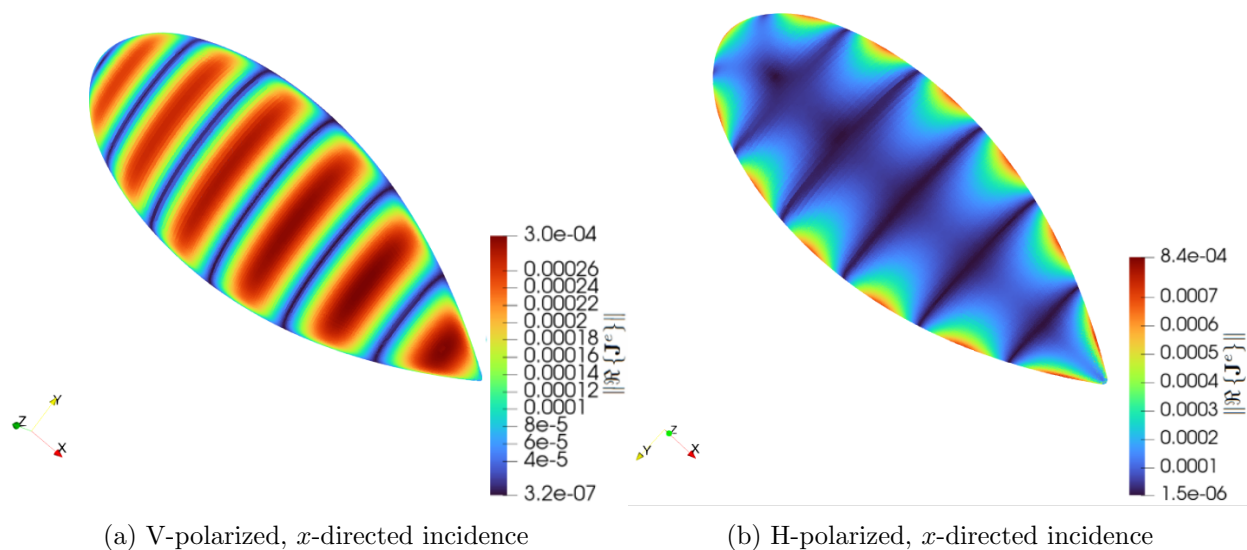 3.0e-04
0.00026
0.00024
0.00022
0.0002
0.00018
0.00016
0.00014
0.00012
0.0001
8e-5
6e-5
4e-5
3.2e-07
‖ℜ{𝐉ᵉ}‖
Z Y X
8.4e-04
0.0007
0.0006
0.0005
0.0004
0.0003
0.0002
0.0001
1.5e-06
‖ℜ{𝐉ᵉ}‖
Y Z X
(a) V-polarized, x-directed incidence
(b) H-polarized, x-directed incidence